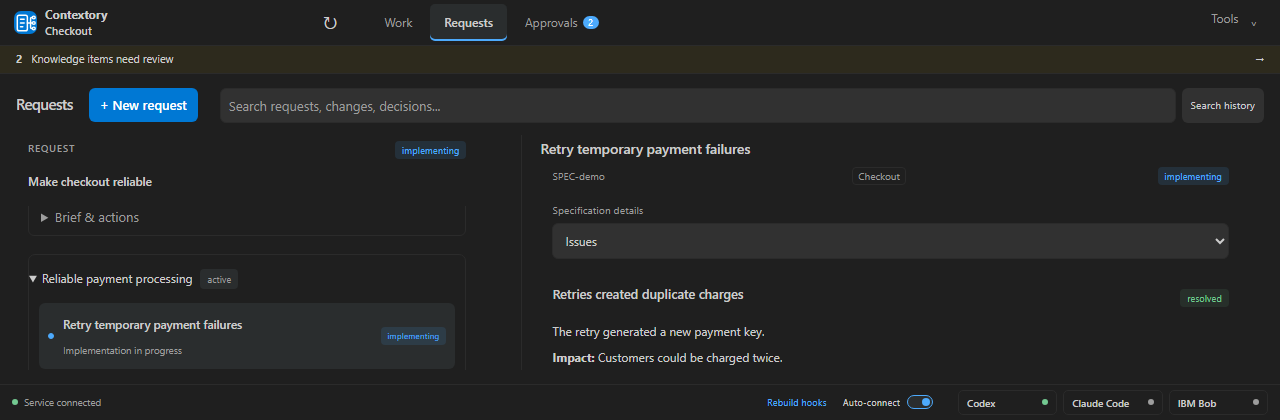 Contextory
Checkout
Work
Requests
Approvals 2
Tools
2 Knowledge items need review →
Requests
+ New request
Search requests, changes, decisions...
Search history
REQUEST
implementing
Make checkout reliable
Brief & actions
Reliable payment processing active
Retry temporary payment failures
implementing
Implementation in progress
Retry temporary payment failures
SPEC-demo
Checkout
implementing
Specification details
Issues
Retries created duplicate charges
resolved
The retry generated a new payment key.
Impact: Customers could be charged twice.
Service connected
Rebuild hooks
Auto-connect
Codex
Claude Code
IBM Bob